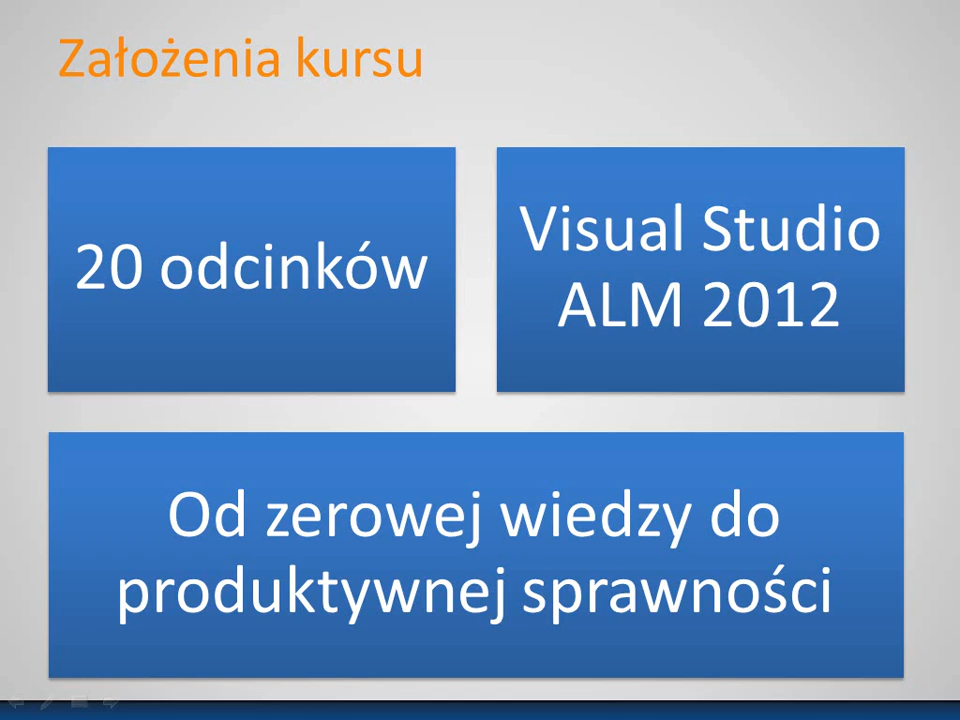 Założenia kursu
20 odcinków
Visual Studio
ALM 2012
Od zerowej wiedzy do
produktywnej sprawności